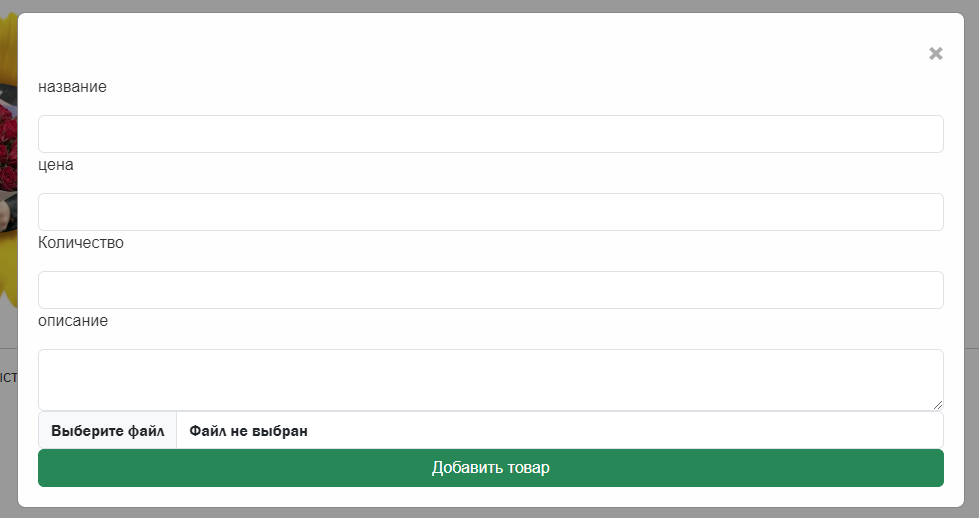 название
цена
Количество
описание
Выберите файл Файл не выбран
Добавить товар